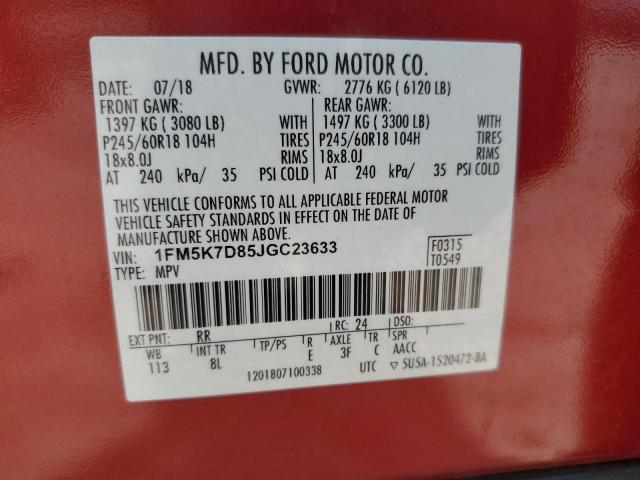 MFD. BY FORD MOTOR CO.
DATE: 07/18 GVWR: 2776 KG ( 6120 LB)
FRONT GAWR: REAR GAWR:
1397 KG ( 3080 LB) WITH 1497 KG ( 3300 LB) WITH
P245/60R18 104H TIRES P245/60R18 104H TIRES
18x8.0J RIMS 18x8.0J RIMS
AT 240 kPa/ 35 PSI COLD AT 240 kPa/ 35 PSI COLD
THIS VEHICLE CONFORMS TO ALL APPLICABLE FEDERAL MOTOR
VEHICLE SAFETY STANDARDS IN EFFECT ON THE DATE OF
MANUFACTURE SHOWN ABOVE.
VIN: 1FM5K7D85JGC23633 F0315
TYPE: MPV T0549
EXT PNT: RR RC: 24 DSO:
WB INT TR TP/PS R AXLE TR SPR
113 8L E 3F C AACC
1201807100338 UTC ▽ 5U5A-1520472-BA